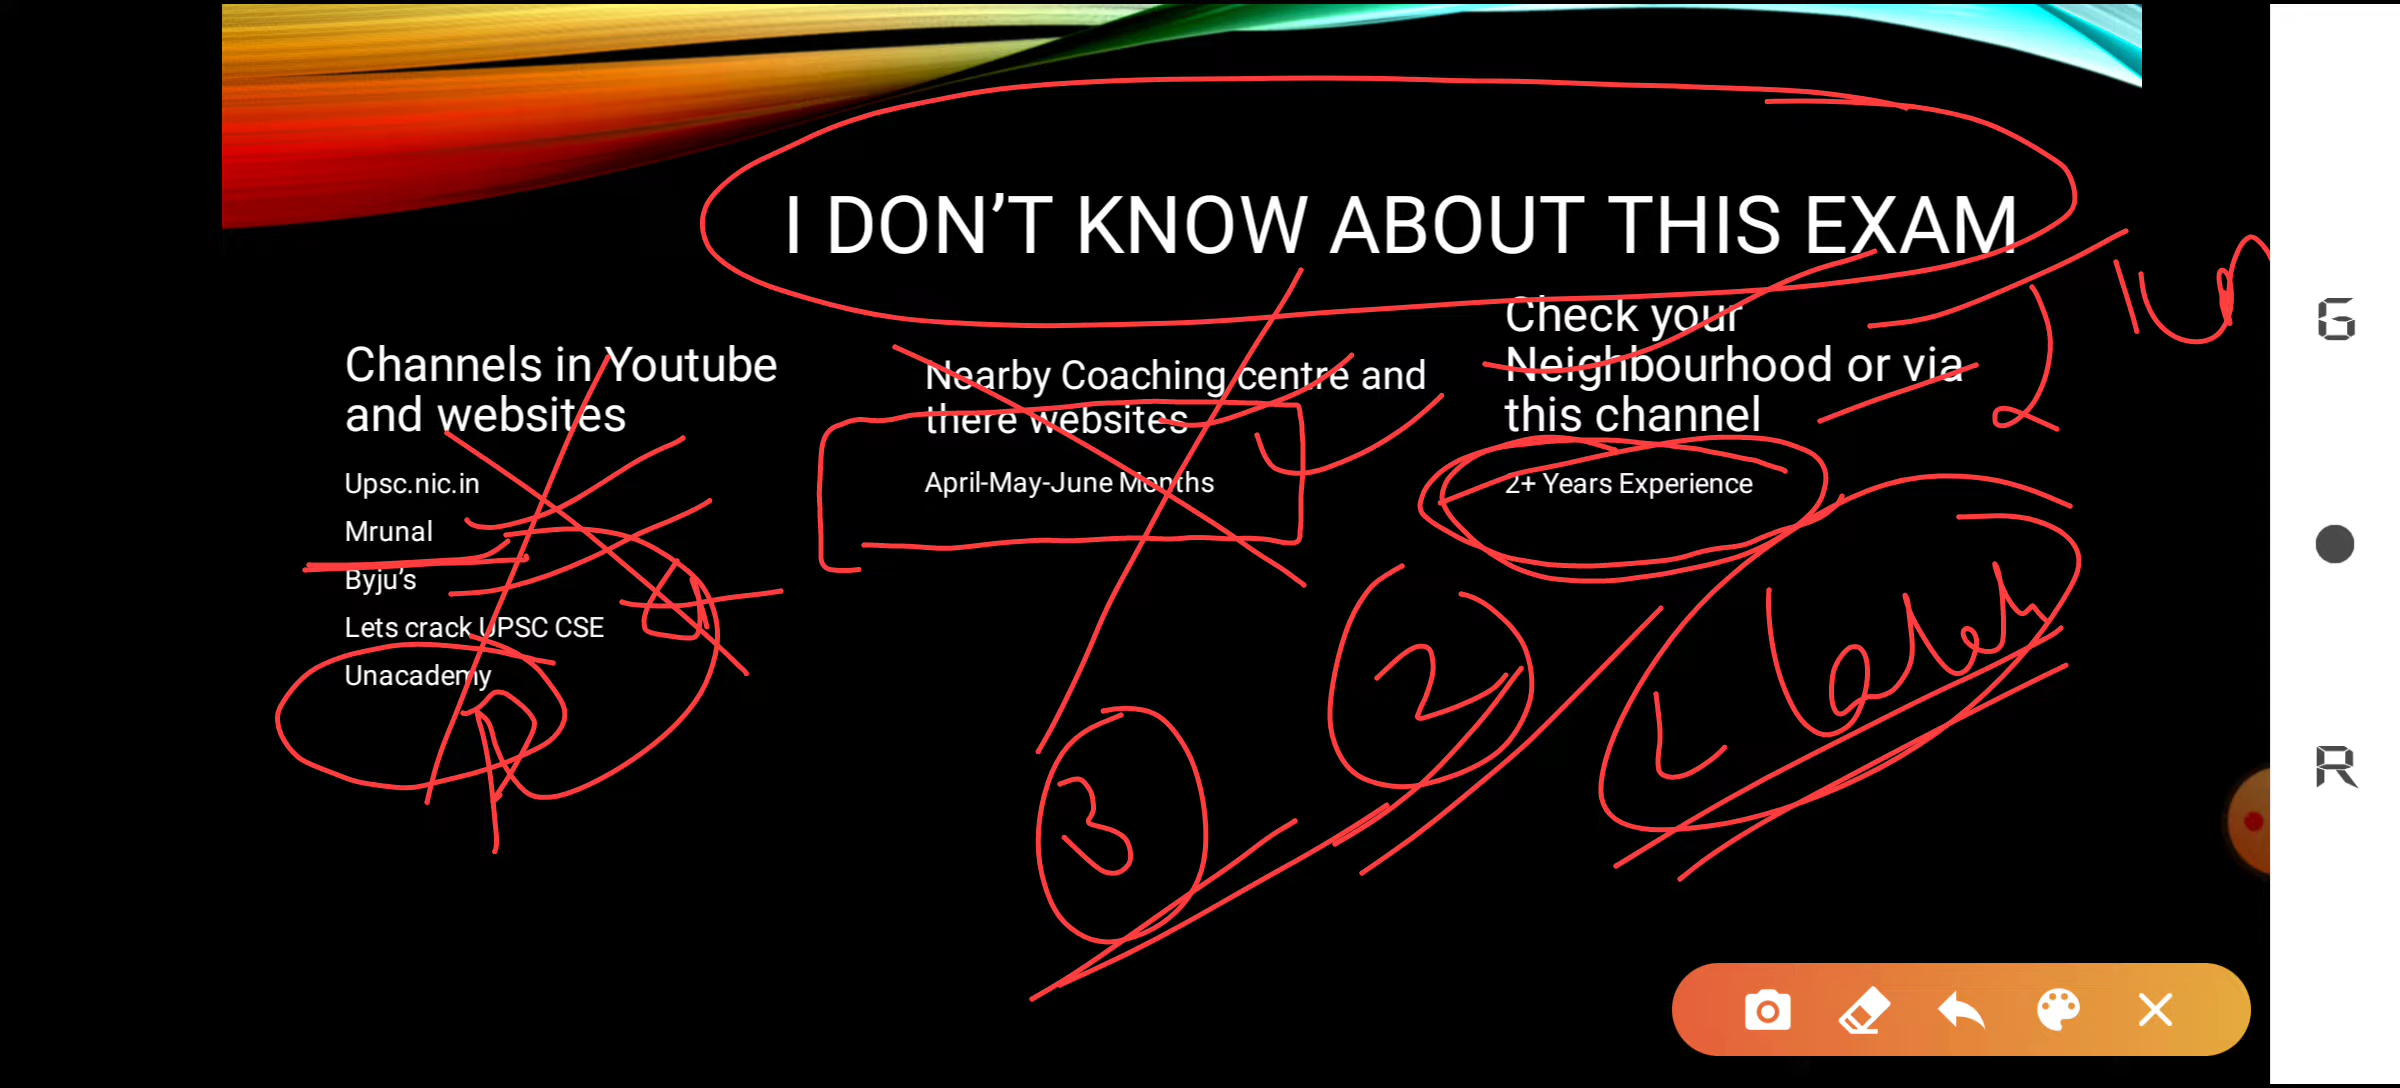 I DON'T KNOW ABOUT THIS EXAM
Channels in Youtube
and websites
Upsc.nic.in
Mrunal
Byju's
Lets crack UPSC CSE
Unacademy
Nearby Coaching centre and
there websites
April-May-June Months
Check your
Neighbourhood or via
this channel
2+ Years Experience
2
3
G
R